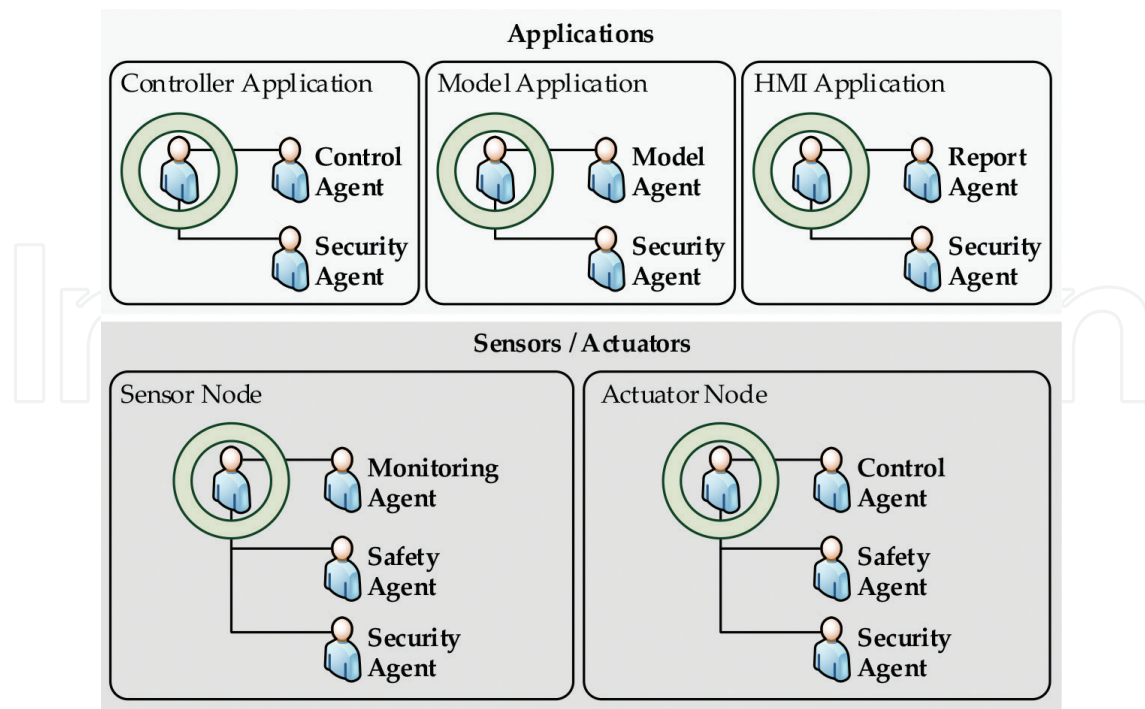 Applications
Controller Application
Control
Agent
Security
Agent
Model Application
Model
Agent
Security
Agent
HMI Application
Report
Agent
Security
Agent
Sensors / Actuators
Sensor Node
Monitoring
Agent
Safety
Agent
Security
Agent
Actuator Node
Control
Agent
Safety
Agent
Security
Agent